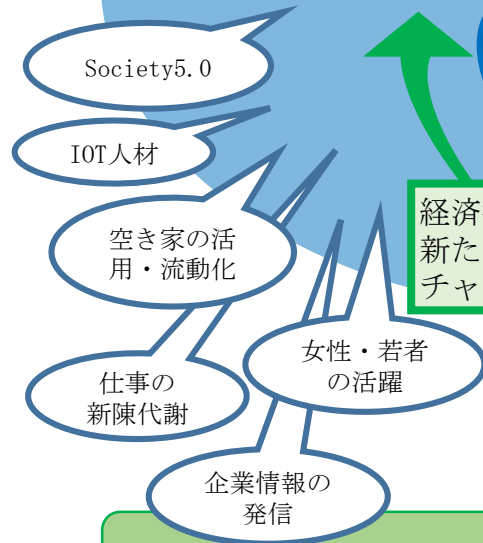 Society5.0
IOT人材
空き家の活
用・流動化
経済
新た
チャ
女性・若者
の活躍
仕事の
新陳代謝
企業情報の
発信